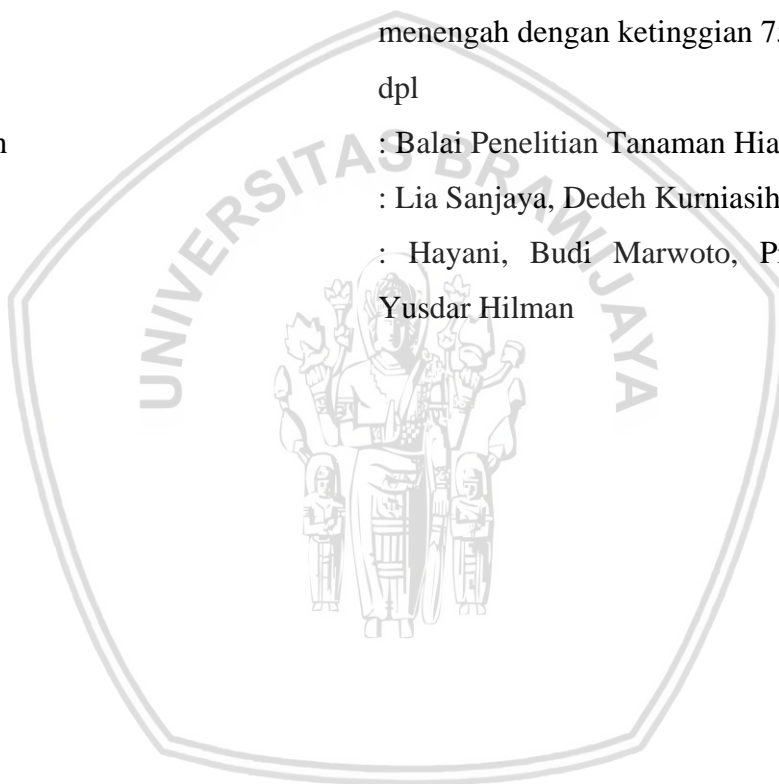 menengah dengan ketinggian
dpl
: Balai Penelitian Tanaman
: Lia Sanjaya, Dedeh Kurniasih
: Hayani, Budi Marwoto,
Yusdar Hilman
UNIVERSITAS BRAWIJAYA